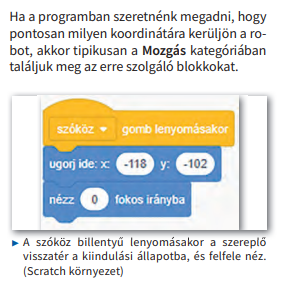 Ha a programban szeretnénk megadni, hogy
pontosan milyen koordinátára kerüljön a ro-
bot, akkor tipikusan a Mozgás kategóriában
találjuk meg az erre szolgáló blokkokat.
szóköz gomb lenyomásakor
ugorj ide: x: -118 y: -102
nézz 0 fokos irányba
► A szóköz billentyű lenyomásakor a szereplő
visszatér a kiindulási állapotba, és felfele néz.
(Scratch környezet)